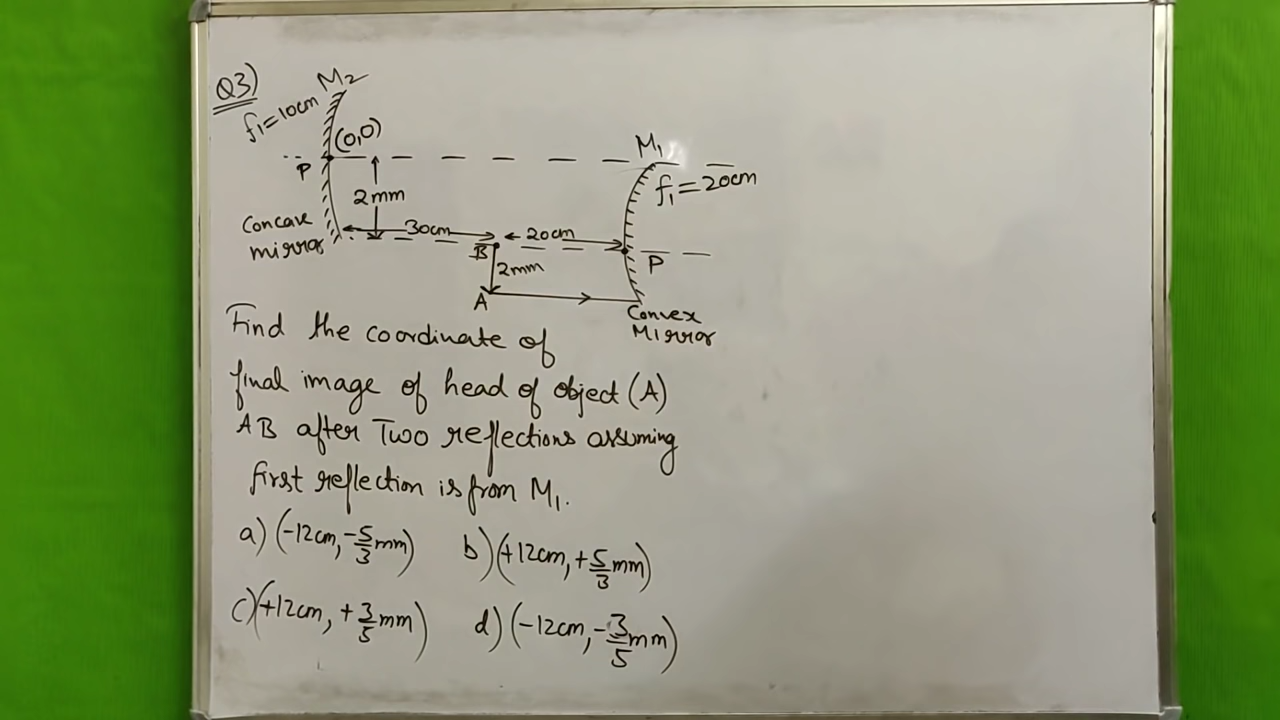 Q3)
M2
f1=10cm
(0,0)
P
M1
f1=20cm
2mm
Concave
mirror
30cm
20cm
B
P
2mm
A
Convex
Mirror
Find the coordinate of
final image of head of object (A)
AB after Two reflections assuming
first reflection is from M1.
a) (-12cm, -5/3 mm) b) (+12cm, +5/3 mm)
c) (+12cm, +3/5 mm) d) (-12cm, -3/5 mm)